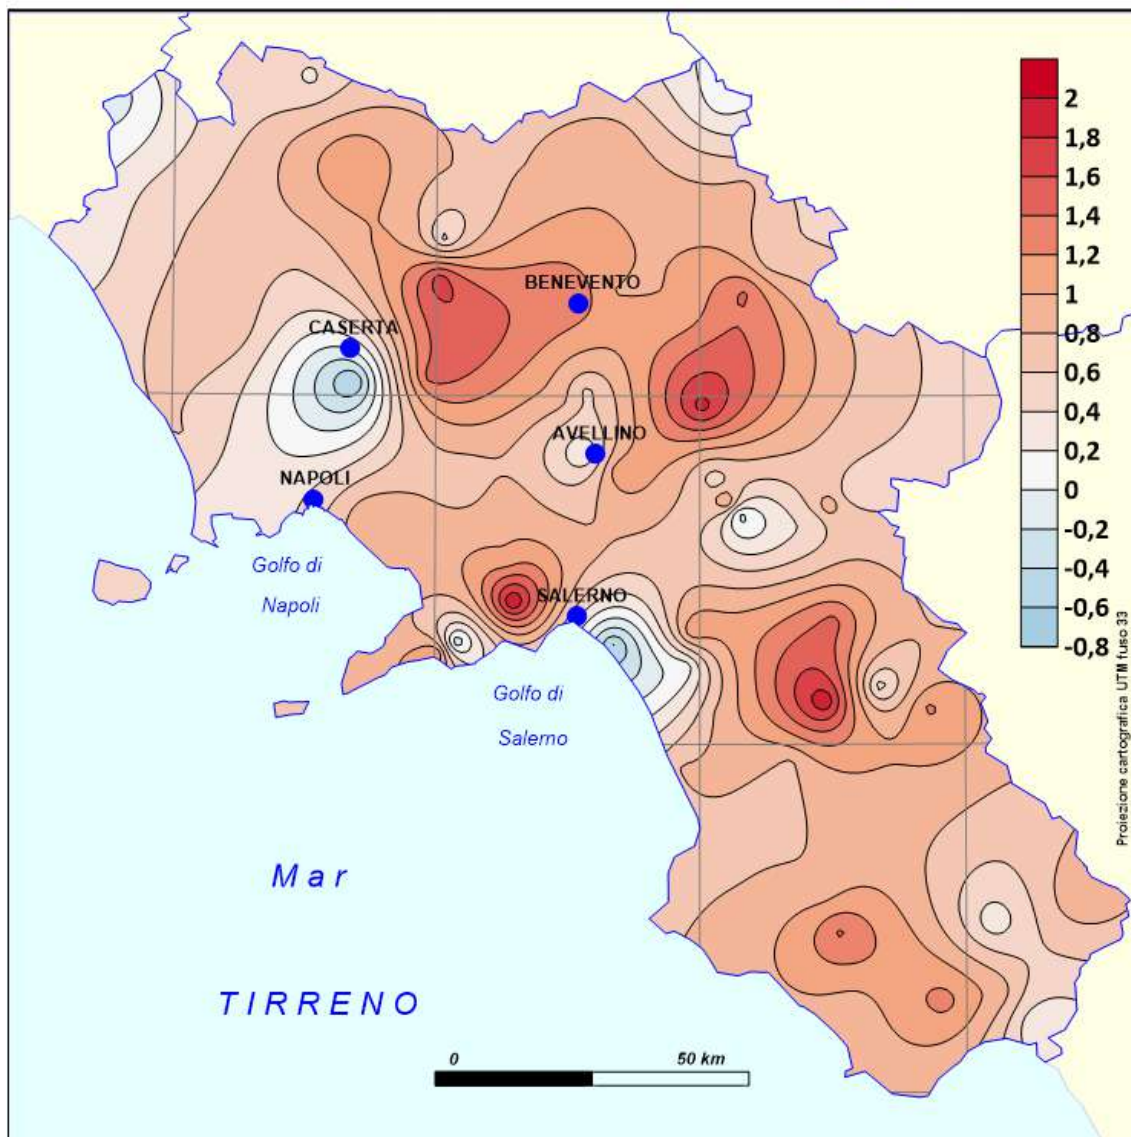 2
1,8
1,6
1,4
1,2
1
0,8
0,6
0,4
0,2
0
-0,2
-0,4
-0,6
-0,8
BENEVENTO
CASERTA
AVELLINO
NAPOLI
Golfo di
Napoli
SALERNO
Golfo di
Salerno
Proiezione cartografica UTM fuso 33
Mar
TIRRENO
0 50 km